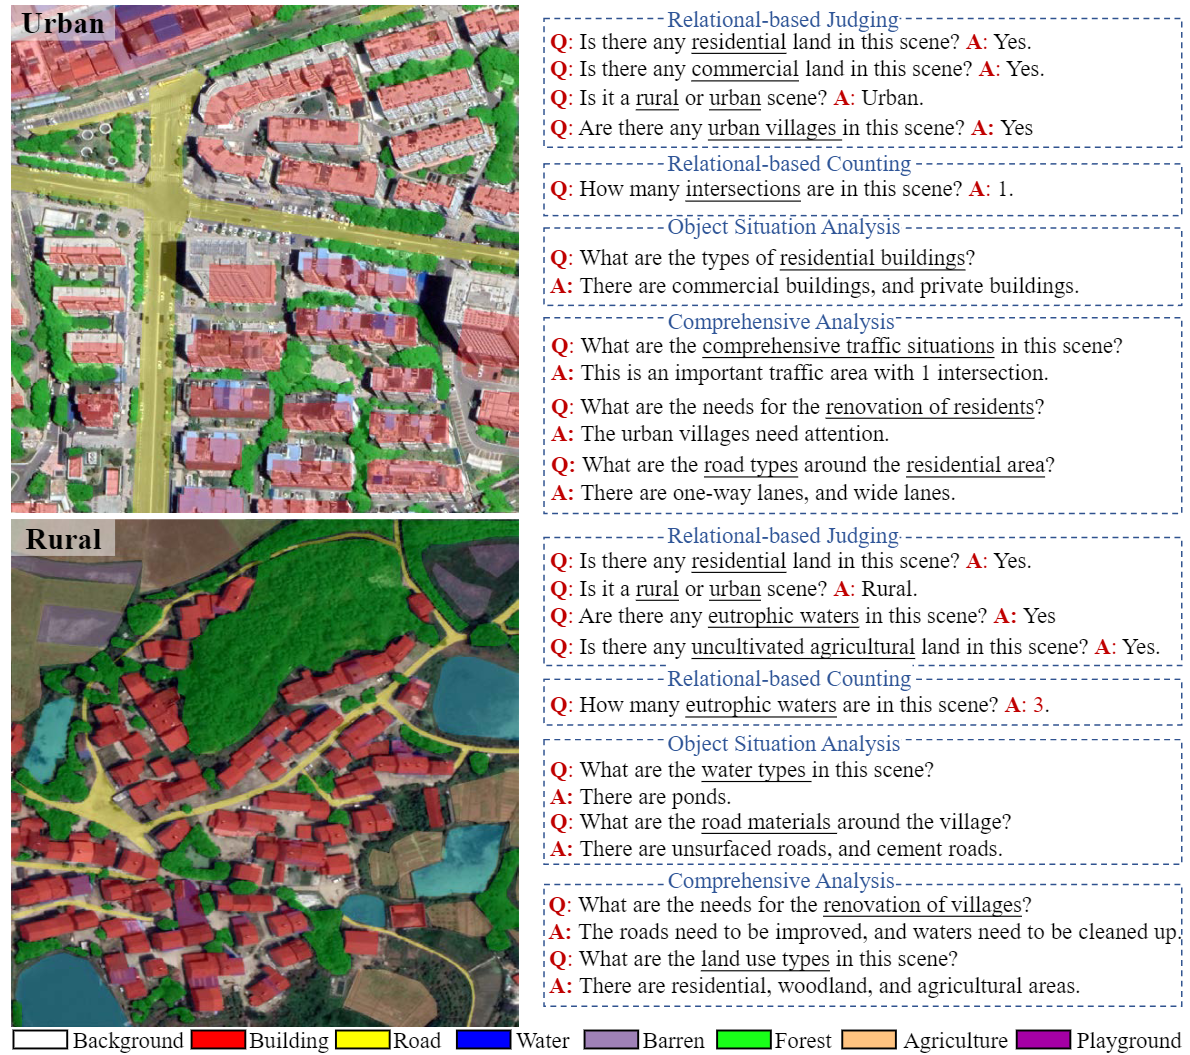 Urban
Relational-based Judging
Q: Is there any residential land in this scene? A: Yes.
Q: Is there any commercial land in this scene? A: Yes.
Q: Is it a rural or urban scene? A: Urban.
Q: Are there any urban villages in this scene? A: Yes
Relational-based Counting
Q: How many intersections are in this scene? A: 1.
Object Situation Analysis
Q: What are the types of residential buildings?
A: There are commercial buildings, and private buildings.
Comprehensive Analysis
Q: What are the comprehensive traffic situations in this scene?
A: This is an important traffic area with 1 intersection.
Q: What are the needs for the renovation of residents?
A: The urban villages need attention.
Q: What are the road types around the residential area?
A: There are one-way lanes, and wide lanes.
Rural
Relational-based Judging
Q: Is there any residential land in this scene? A: Yes.
Q: Is it a rural or urban scene? A: Rural.
Q: Are there any eutrophic waters in this scene? A: Yes
Q: Is there any uncultivated agricultural land in this scene? A: Yes.
Relational-based Counting
Q: How many eutrophic waters are in this scene? A: 3.
Object Situation Analysis
Q: What are the water types in this scene?
A: There are ponds.
Q: What are the road materials around the village?
A: There are unsurfaced roads, and cement roads.
Comprehensive Analysis
Q: What are the needs for the renovation of villages?
A: The roads need to be improved, and waters need to be cleaned up.
Q: What are the land use types in this scene?
A: There are residential, woodland, and agricultural areas.
Background Building Road Water Barren Forest Agriculture Playground